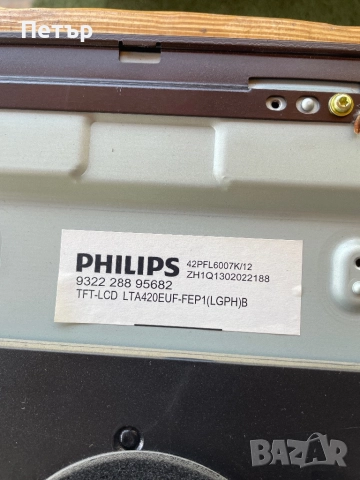 Петър
PHILIPS 42PFL6007K/12
ZH1Q1302022188
9322 288 95682
TFT-LCD LTA420EUF-FEP1(LGPH)B
BAZAR